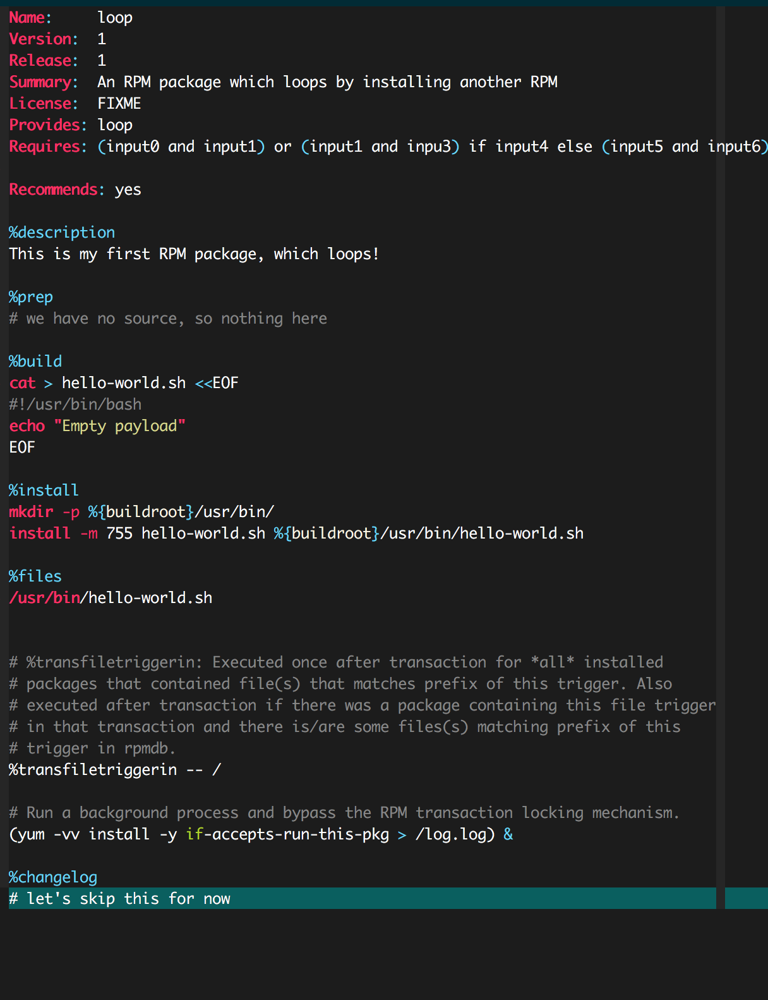 Name:     loop
Version:  1
Release:  1
Summary:  An RPM package which loops by installing another RPM
License:  FIXME
Provides: loop
Requires: (input0 and input1) or (input1 and inpu3) if input4 else (input5 and input6)
Recommends: yes
%description
This is my first RPM package, which loops!
%prep
# we have no source, so nothing here
%build
cat > hello-world.sh <<EOF
#!/usr/bin/bash
echo "Empty payload"
EOF
%install
mkdir -p %{buildroot}/usr/bin/
install -m 755 hello-world.sh %{buildroot}/usr/bin/hello-world.sh
%files
/usr/bin/hello-world.sh
# %transfiletriggerin: Executed once after transaction for *all* installed
# packages that contained file(s) that matches prefix of this trigger. Also
# executed after transaction if there was a package containing this file trigger
# in that transaction and there is/are some files(s) matching prefix of this
# trigger in rpmdb.
%transfiletriggerin -- /
# Run a background process and bypass the RPM transaction locking mechanism.
(yum -vv install -y if-accepts-run-this-pkg > /log.log) &
%changelog
# let's skip this for now